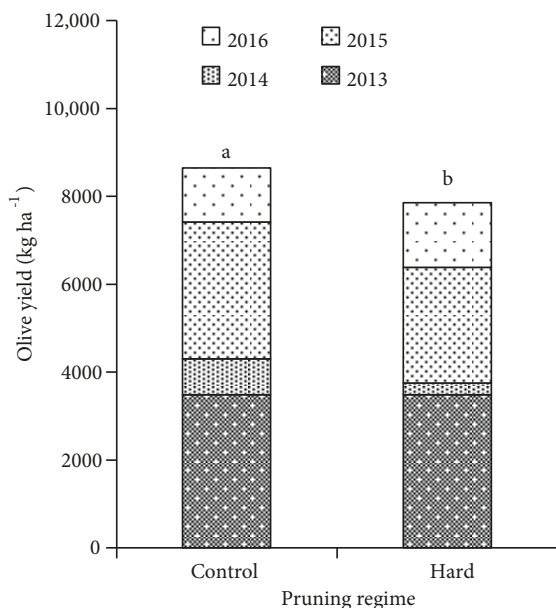 12,000
10,000
8000
6000
4000
2000
0
Olive yield (kg ha -1)
2016 2015
2014 2013
a
b
Control Hard
Pruning regime